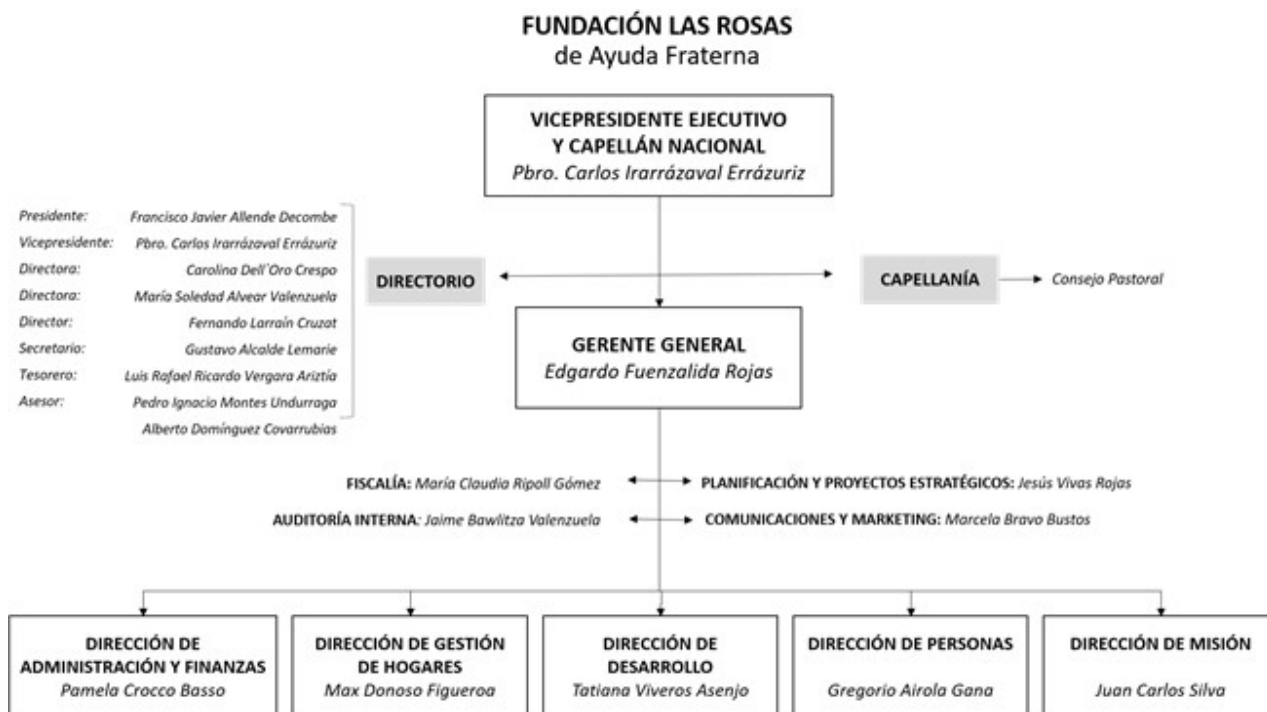 FUNDACIÓN LAS ROSAS
de Ayuda Fraterna
VICEPRESIDENTE EJECUTIVO
Y CAPELLÁN NACIONAL
Pbro. Carlos Irarrázaval Errázuriz
Presidente: Francisco Javier Allende Decombe
Vicepresidente: Pbro. Carlos Irarrázaval Errázuriz
Directora: Carolina Dell´Oro Crespo
Directora: María Soledad Alvear Valenzuela
Director: Fernando Larraín Cruzat
Secretario: Gustavo Alcalde Lemarie
Tesorero: Luis Rafael Ricardo Vergara Ariztía
Asesor: Pedro Ignacio Montes Undurraga
Alberto Domínguez Covarrubias
DIRECTORIO
CAPELLANÍA
Consejo Pastoral
GERENTE GENERAL
Edgardo Fuenzalida Rojas
FISCALÍA: María Claudia Ripoll Gómez
PLANIFICACIÓN Y PROYECTOS ESTRATÉGICOS: Jesús Vivas Rojas
AUDITORÍA INTERNA: Jaime Bawlitza Valenzuela
COMUNICACIONES Y MARKETING: Marcela Bravo Bustos
DIRECCIÓN DE
ADMINISTRACIÓN Y FINANZAS
Pamela Crocco Basso
DIRECCIÓN DE GESTIÓN
DE HOGARES
Max Donoso Figueroa
DIRECCIÓN DE
DESARROLLO
Tatiana Viveros Asenjo
DIRECCIÓN DE PERSONAS
Gregorio Airola Gana
DIRECCIÓN DE MISIÓN
Juan Carlos Silva